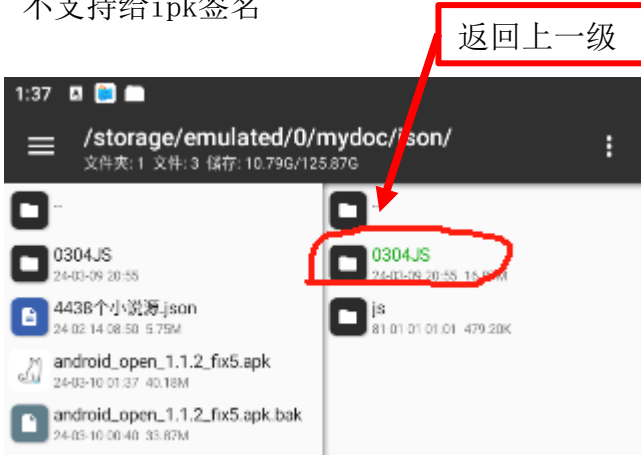 不支持给ipk签名
返回上一级
1:37
/storage/emulated/0/mydoc/json/
文件夹: 1 文件: 3 储存: 10.79G/125.87G
..
0304JS
24-03-09 20:55
443B个小说源.json
24-02-14 08:50 5.75M
android_open_1.1.2_fix5.apk
24-03-10 01:37 40.18M
android_open_1.1.2_fix5.apk.bak
24-03-10 00:40 33.87M
..
0304JS
24-03-09 20:55
js
81-01-01 01:01 479.20K